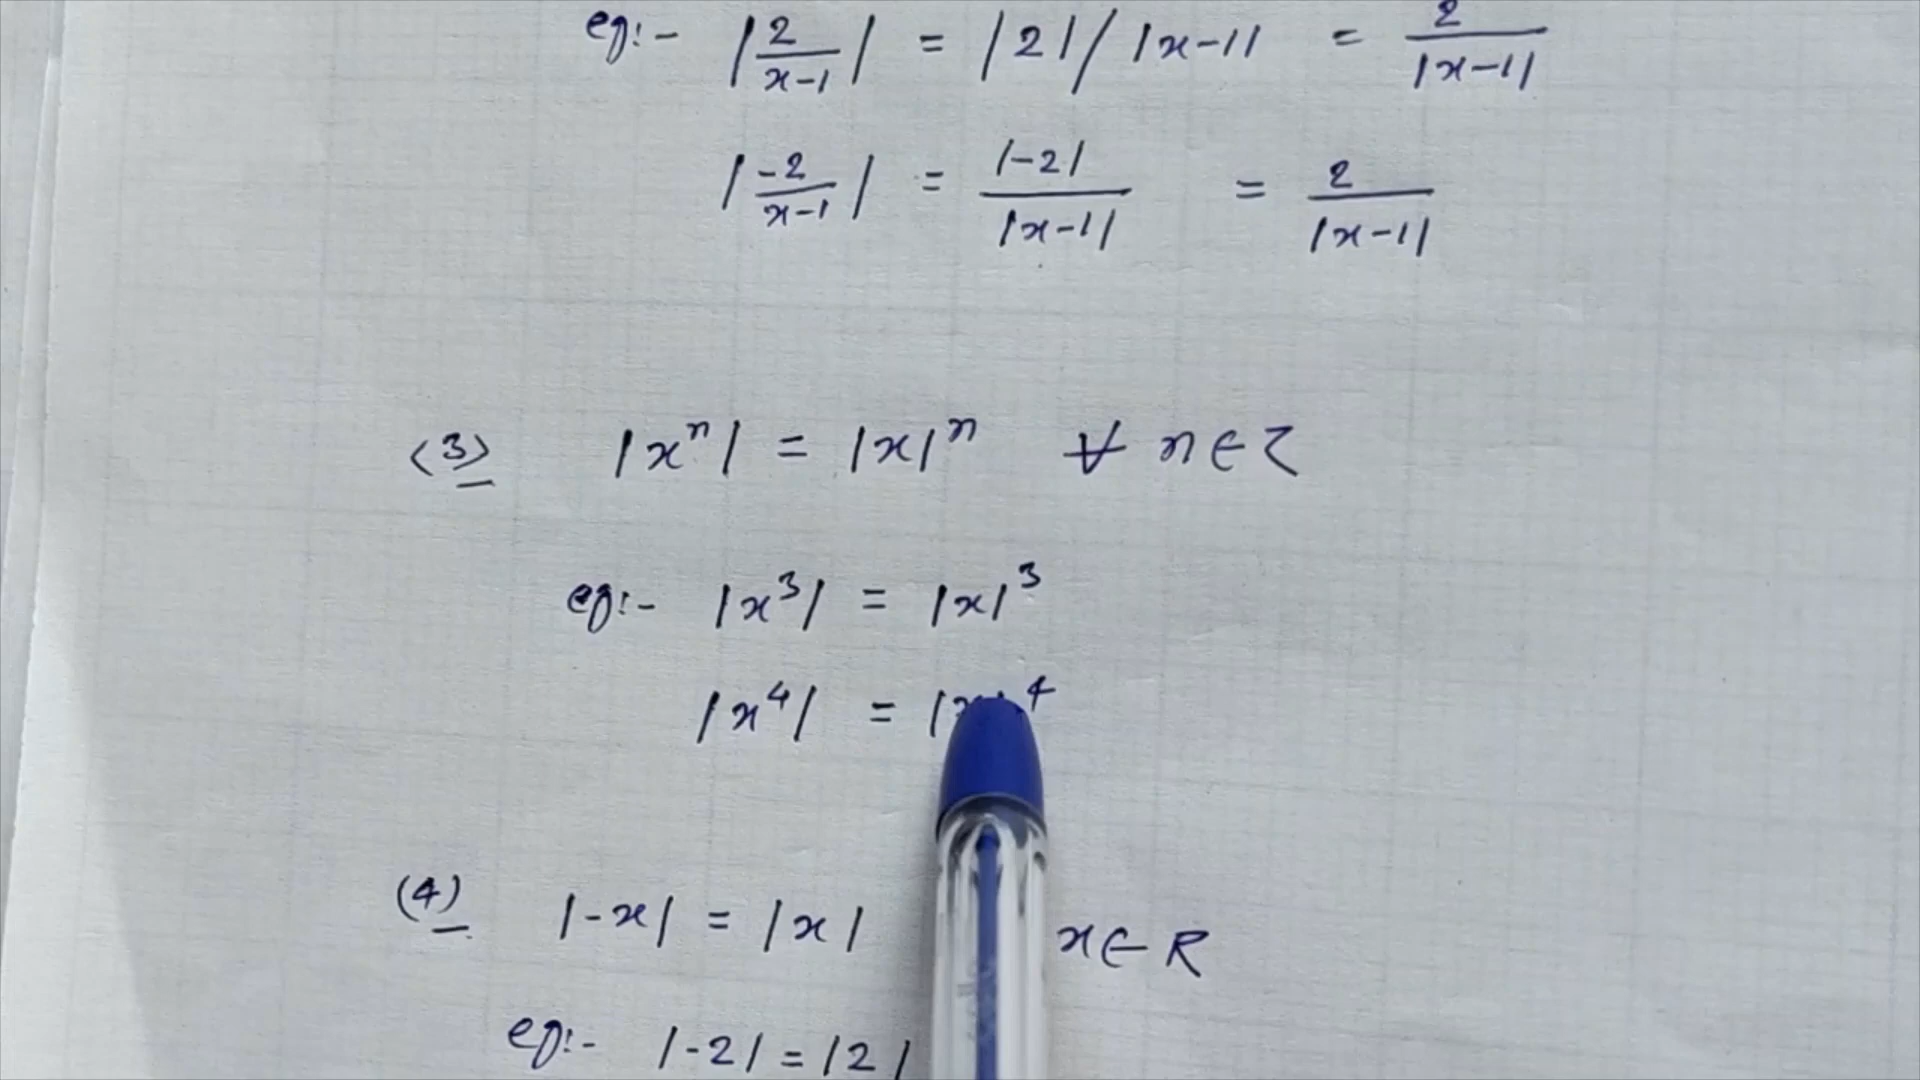 eg:- |2/(x-1)| = |2| / |x-1| = 2/|x-1|
|-2/(x-1)| = |-2|/|x-1| = 2/|x-1|
(3) |xⁿ| = |x|ⁿ ∀ n ∈ Z
eg:- |x³| = |x|³
|x⁴| = |x|⁴
(4) |-x| = |x| x ∈ R
eg:- |-2| = |2|